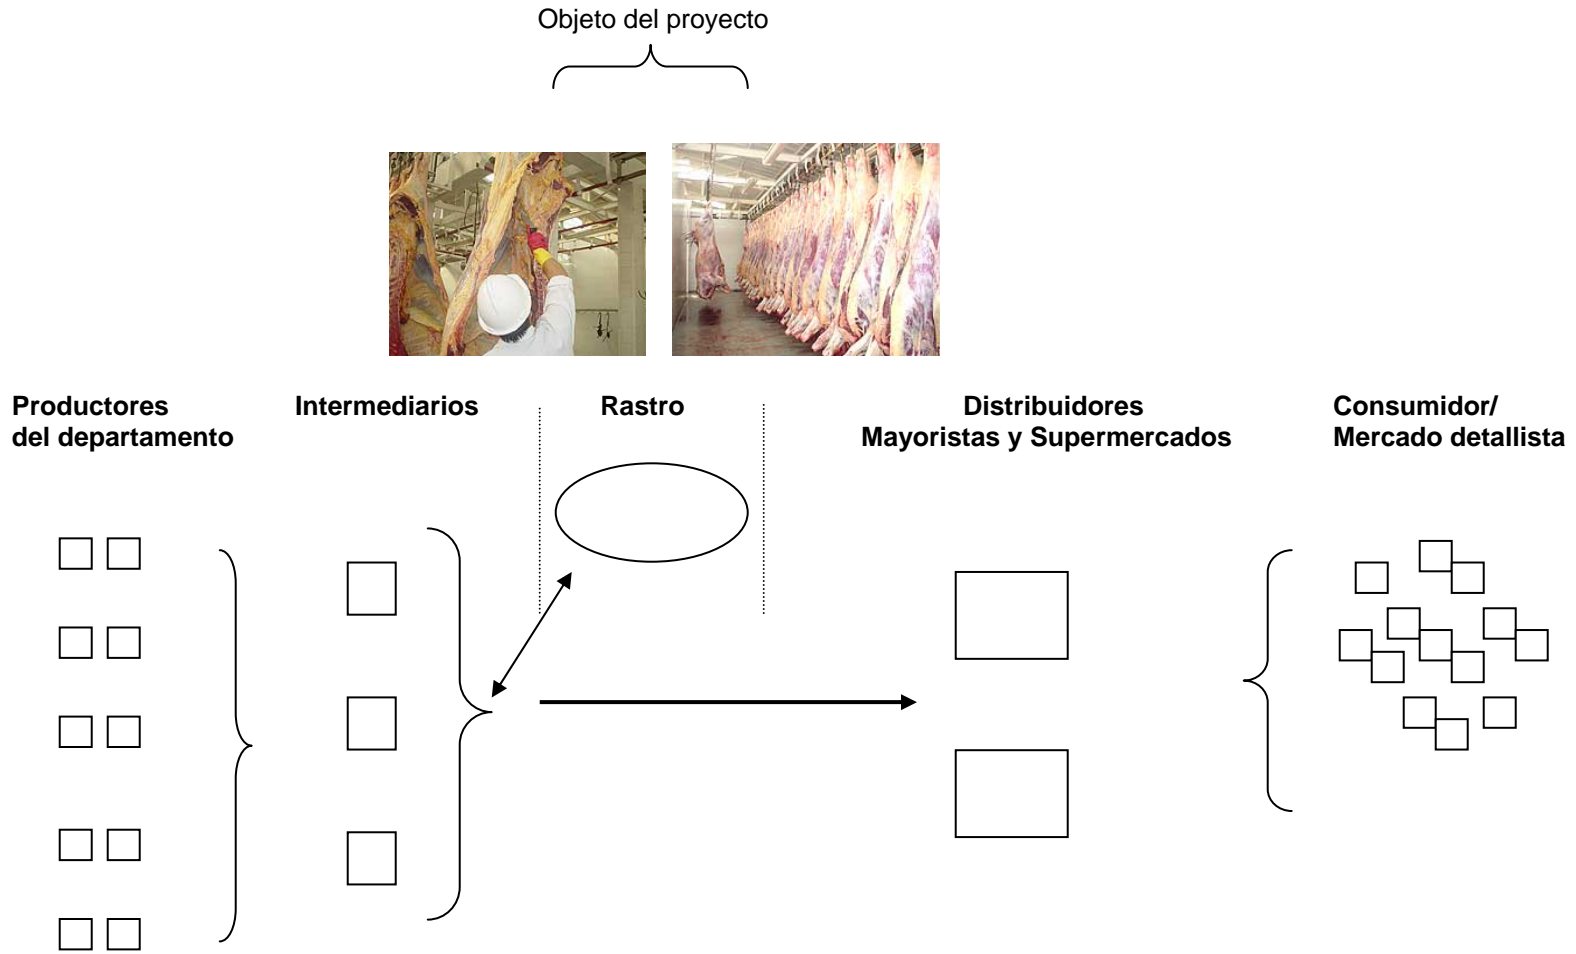 Objeto del proyecto
Productores
del departamento
Intermediarios
Rastro
Distribuidores
Mayoristas y Supermercados
Consumidor/
Mercado detallista